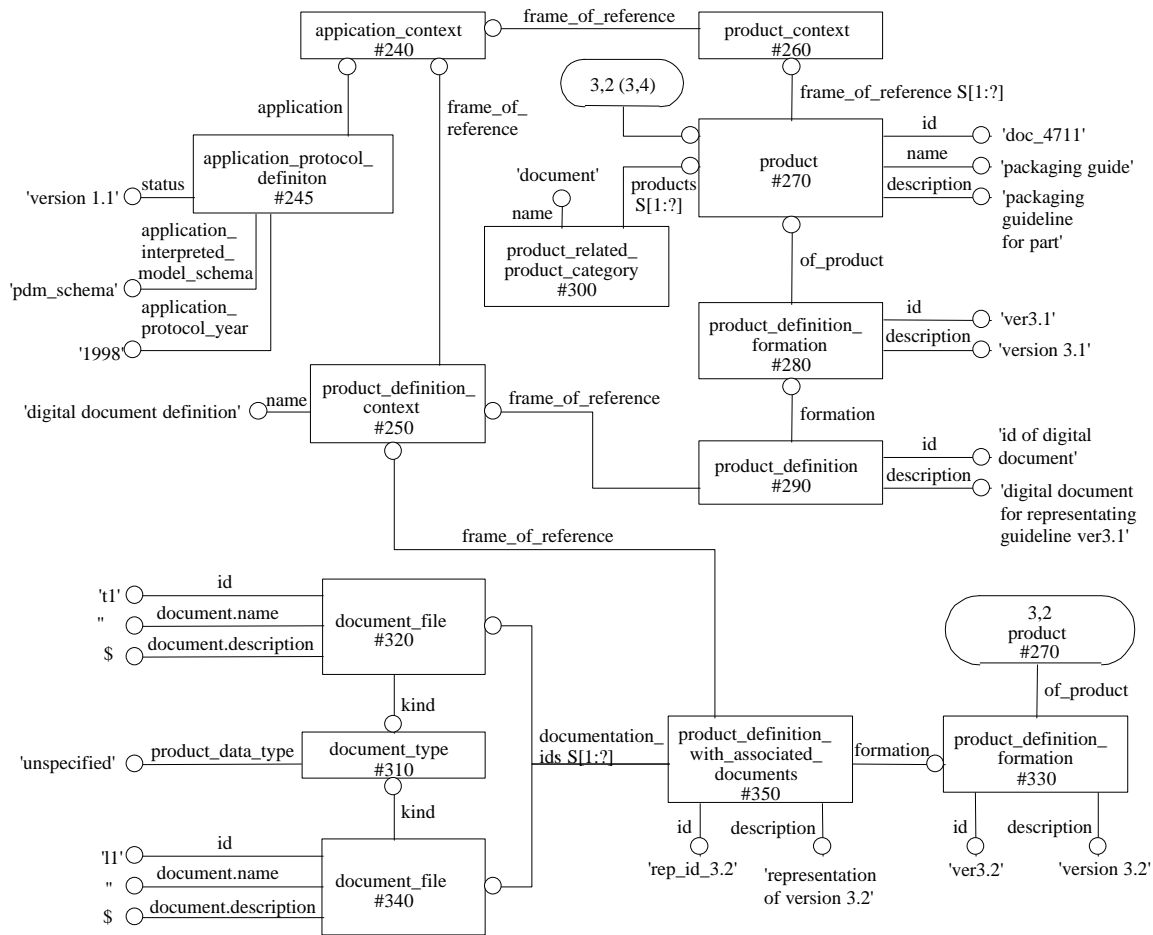 frame_of_reference
appication_context
#240
product_context
#260
3,2 (3,4)
application
frame_of_
reference
frame_of_reference S[1:?]
application_protocol_
definiton
#245
status
'version 1.1'
application_
interpreted_
model_schema
'pdm_schema'
application_
protocol_year
'1998'
'document'
name
products
S[1:?]
product_related_
product_category
#300
product
#270
id
'doc_4711'
name
'packaging guide'
description
'packaging
guideline
for part'
of_product
product_definition_
formation
#280
id
'ver3.1'
description
'version 3.1'
formation
'digital document definition'
name
product_definition_
context
#250
frame_of_reference
product_definition
#290
id
'id of digital
document'
description
'digital document
for representating
guideline ver3.1'
frame_of_reference
't1'
id
"
document.name
$
document.description
document_file
#320
kind
'unspecified'
product_data_type
document_type
#310
kind
'l1'
id
"
document.name
$
document.description
document_file
#340
documentation_
ids S[1:?]
product_definition_
with_associated_
documents
#350
id
'rep_id_3.2'
description
'representation
of version 3.2'
formation
3,2
product
#270
of_product
product_definition_
formation
#330
id
'ver3.2'
description
'version 3.2'